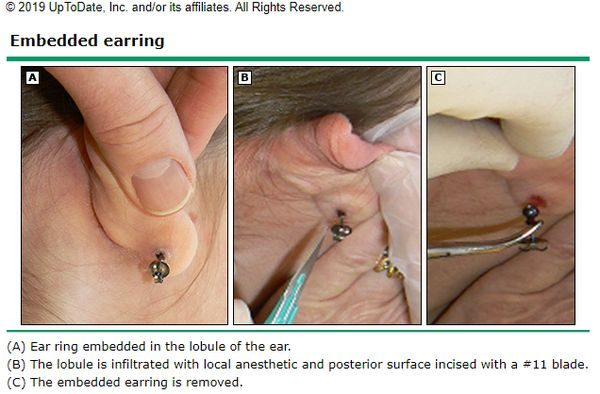 © 2019 UpToDate, Inc. and/or its affiliates. All Rights Reserved.
Embedded earring
A
B
C
(A) Ear ring embedded in the lobule of the ear.
(B) The lobule is infiltrated with local anesthetic and posterior surface incised with a #11 blade.
(C) The embedded earring is removed.